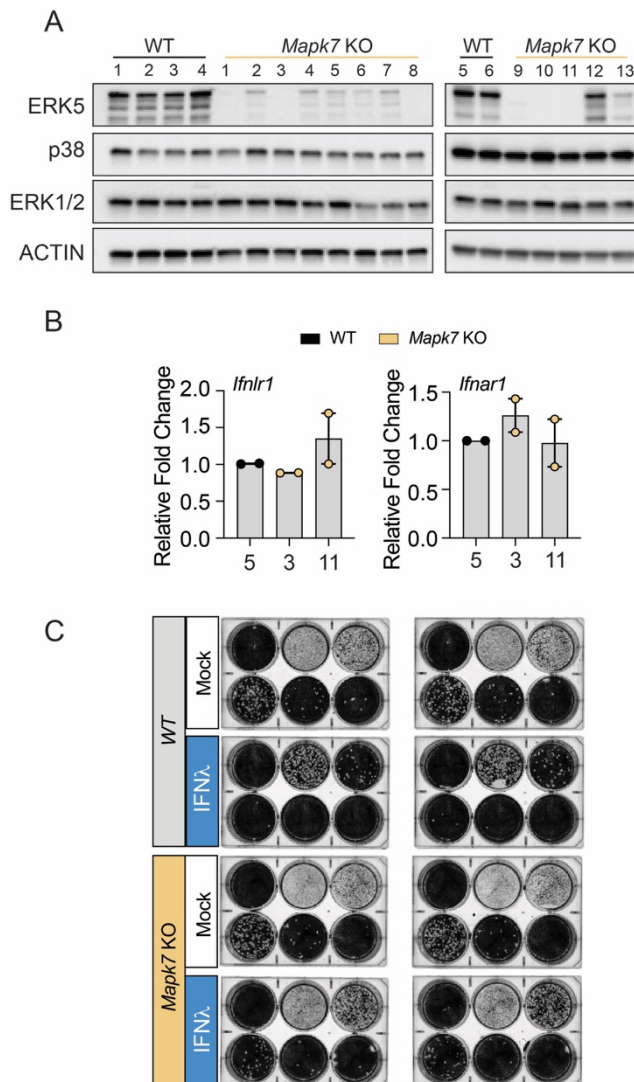 A
WT Mapk7 KO WT Mapk7 KO
1 2 3 4 1 2 3 4 5 6 7 8 5 6 9 10 11 12 13
ERK5
p38
ERK1/2
ACTIN
B
WT Mapk7 KO
Ifnlr1 Ifnar1
Relative Fold Change
2.0
1.5
1.0
0.5
0.0
5 3 11
Relative Fold Change
1.5
1.0
0.5
0.0
5 3 11
C
WT
Mock
IFNλ
Mapk7 KO
Mock
IFNλ